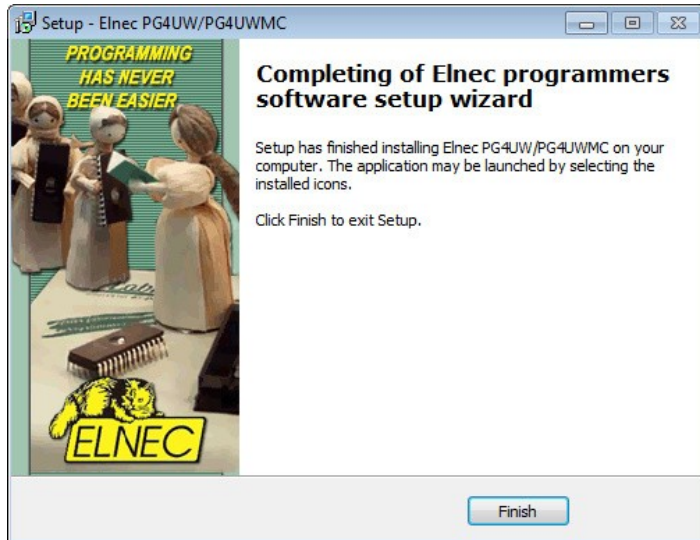 Setup - Elnec PG4UW/PG4UWMC
PROGRAMMING
HAS NEVER
BEEN EASIER
Completing of Elnec programmers
software setup wizard
Setup has finished installing Elnec PG4UW/PG4UWMC on your
computer. The application may be launched by selecting the
installed icons.
Click Finish to exit Setup.
ELNEC
Finish